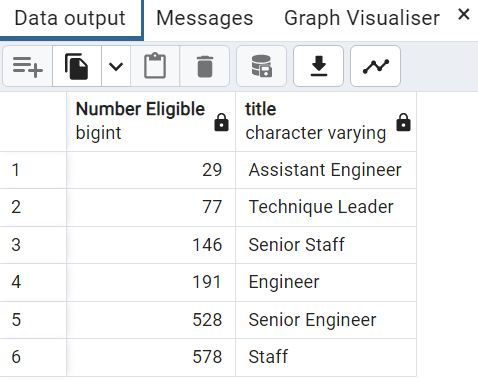 Data output Messages Graph Visualiser
Number Eligible title
bigint character varying
1 29 Assistant Engineer
2 77 Technique Leader
3 146 Senior Staff
4 191 Engineer
5 528 Senior Engineer
6 578 Staff